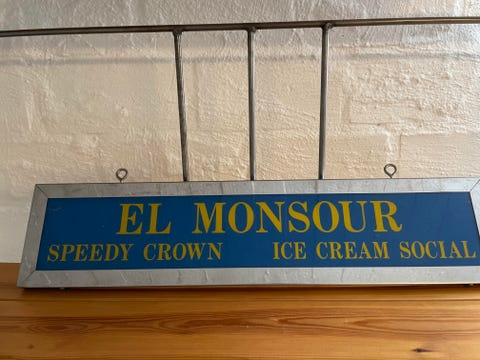 EL MONSOUR
SPEEDY CROWN ICE CREAM SOCIAL